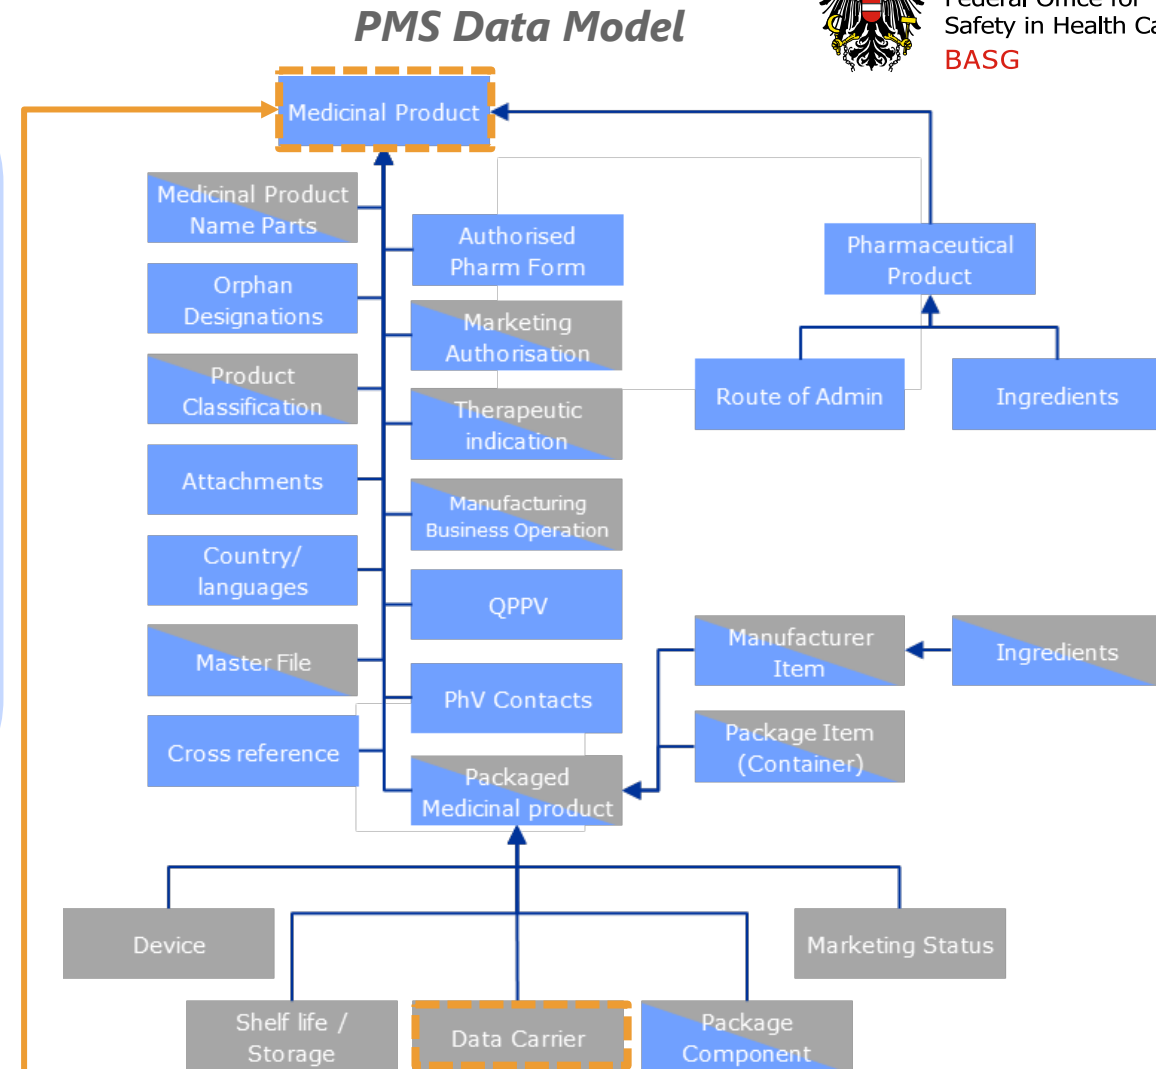 Federal Office for
Safety in Health Ca
BASG
PMS Data Model
Medicinal Product
Medicinal Product
Name Parts
Authorised
Pharm Form
Pharmaceutical
Product
Orphan
Designations
Marketing
Authorisation
Product
Classification
Therapeutic
indication
Route of Admin
Ingredients
Attachments
Manufacturing
Business Operation
Country/
languages
QPPV
Master File
Manufacturer
Item
Ingredients
PhV Contacts
Cross reference
Package Item
(Container)
Packaged
Medicinal product
Device
Marketing Status
Shelf life /
Storage
Data Carrier
Package
Component